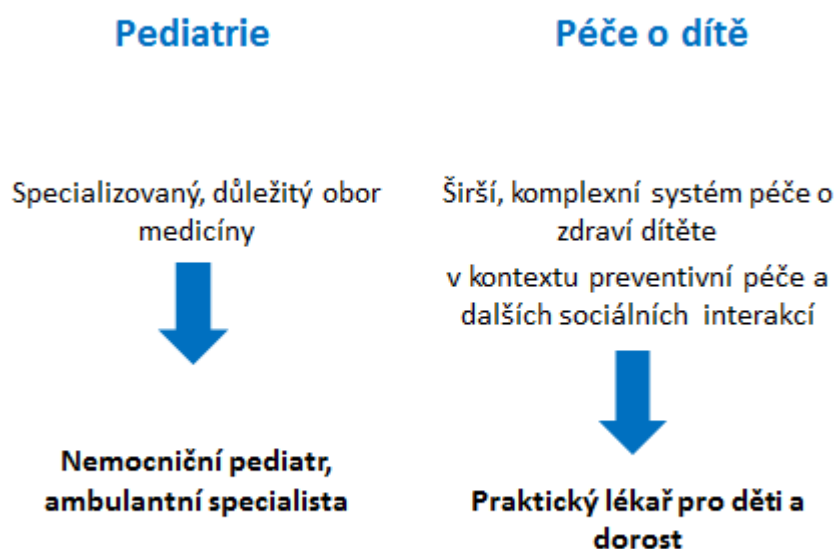 Pediatrie
Specializovaný, důležitý obor
medicíny
Nemocniční pediatr,
ambulantní specialista
Péče o dítě
Širší, komplexní systém péče o
zdraví dítěte
v kontextu preventivní péče a
dalších sociálních interakcí
Praktický lékař pro děti a
dorost